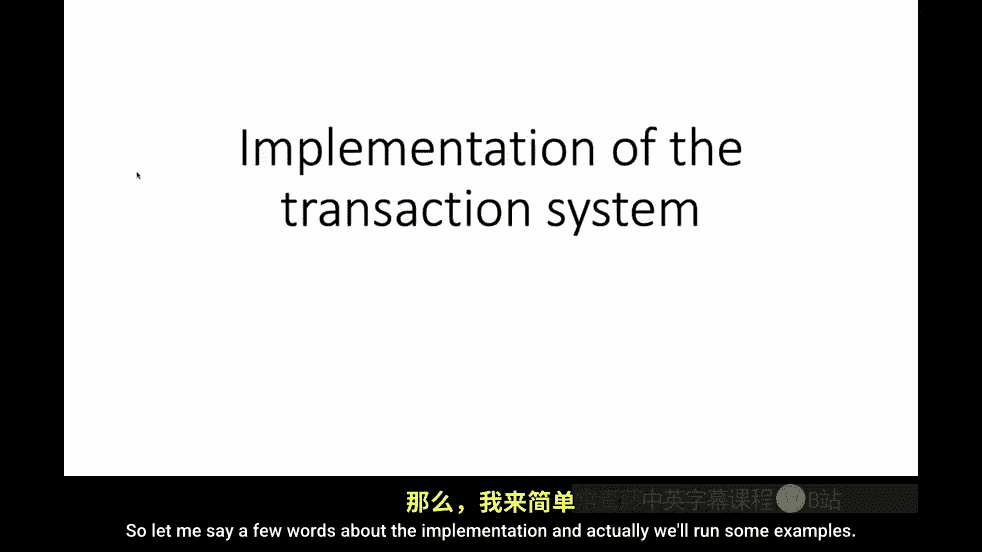 Implementation of the
transaction system
那么，我来简单
中英字幕课程 B站
So let me say a few words about the implementation and actually we'll run some examples.